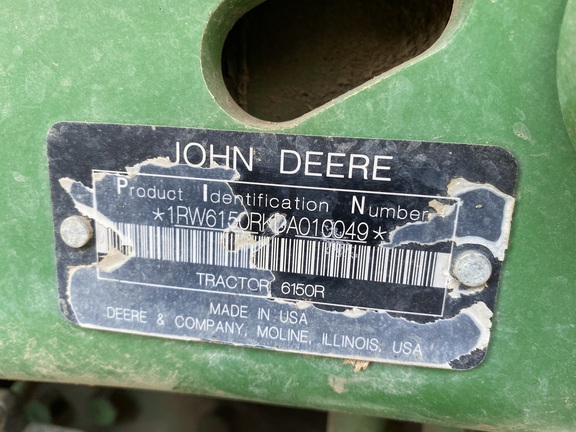 JOHN DEERE
Product Identification Number
*1RW6150RKDA010049*
TRACTOR 6150R
MADE IN USA
DEERE & COMPANY, MOLINE, ILLINOIS, USA